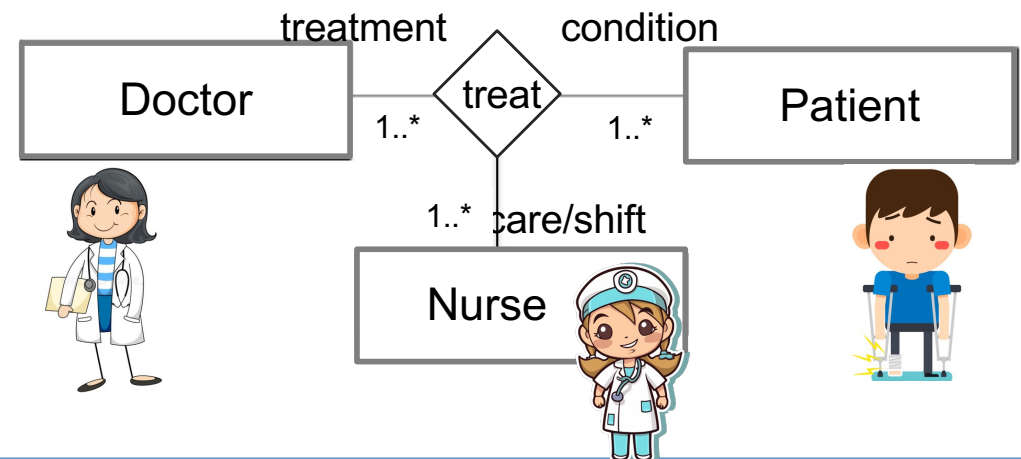 treatment
condition
Doctor
treat
Patient
1..*
1..*
1..*
care/shift
Nurse